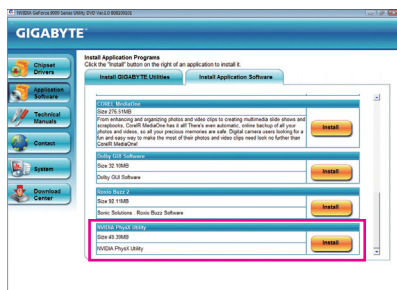 NVIDIA GeForce 9000 Series Utility DVD Ver.1.0 B80200101
GIGABYTE
Chipset Drivers
Application Software
Technical Manuals
Contact
System
Download Center
Install Application Programs
Click the "Install" button on the right of an application to install it.
Install GIGABYTE Utilities
Install Application Software
COREL MediaOne
Size 276.51MB
From enhancing and organizing photos and video clips to creating multimedia slide shows and
scrapbooks, Corel® MediaOne has it all! There's even automatic, online backup of all your
photos and videos, so all your precious memories are safe. Digital camera users looking for a
fun and easy way to make the most of their photos and video clips need look no further than
Corel® MediaOne!
Install
Dolby GUI Software
Size 32.10MB
Dolby GUI Software
Install
Roxio Buzz 2
Size 92.11MB
Sonic Solutions : Roxio Buzz Software
Install
NVIDIA PhysX Utility
Size 49.39MB
NVIDIA PhysX Utility
Install